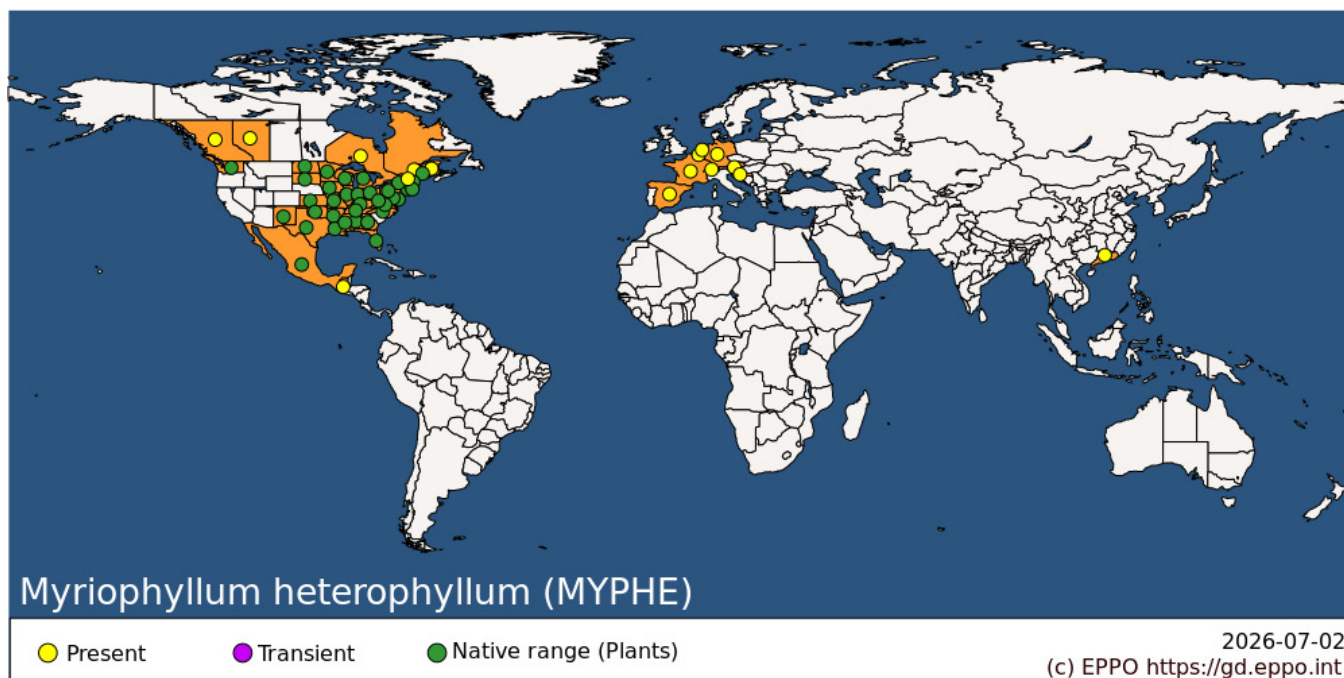 Myriophyllum heterophyllum (MYPHE)
Present
Transient
Native range (Plants)
2026-07-02
(c) EPPO https://gd.eppo.int